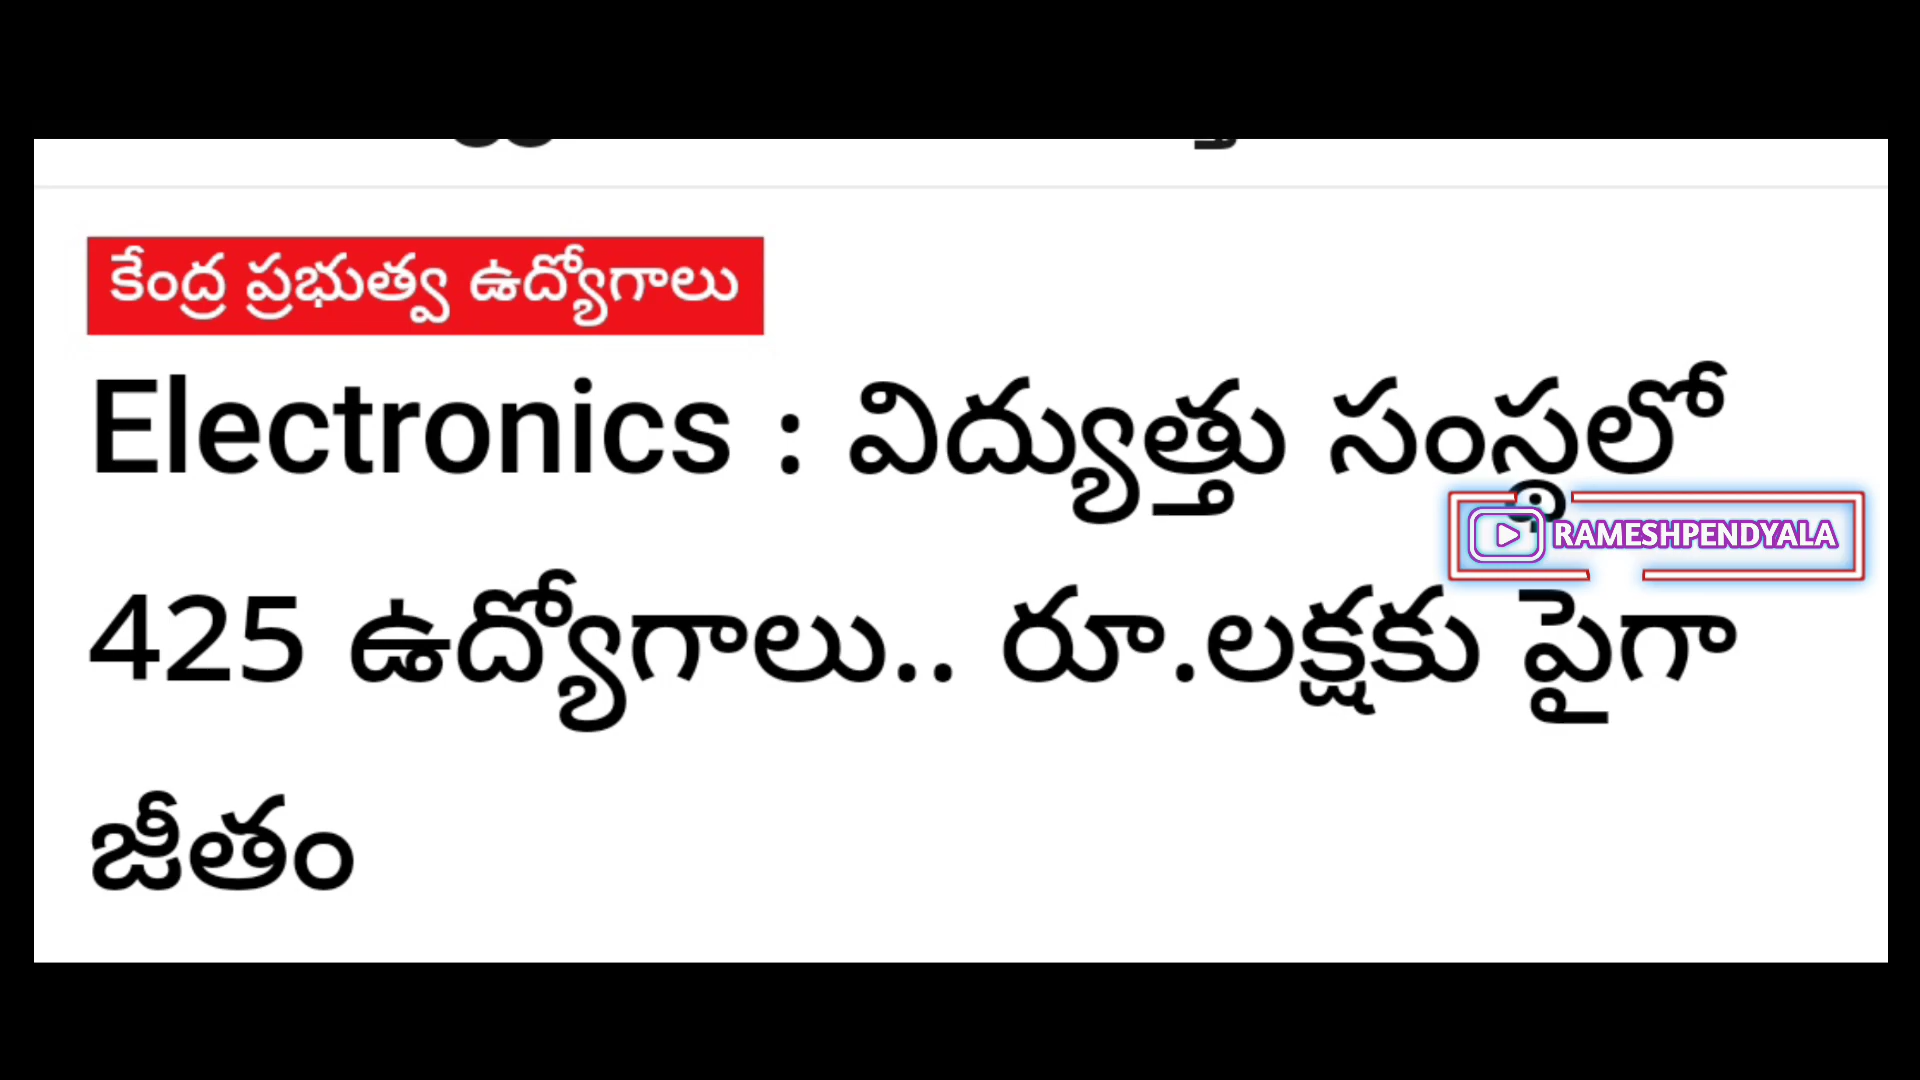 కేంద్ర ప్రభుత్వ ఉద్యోగాలు
Electronics : విద్యుత్తు సంస్థలో
RAMESHPENDYALA
425 ఉద్యోగాలు.. రూ.లక్షకు పైగా
జీతం